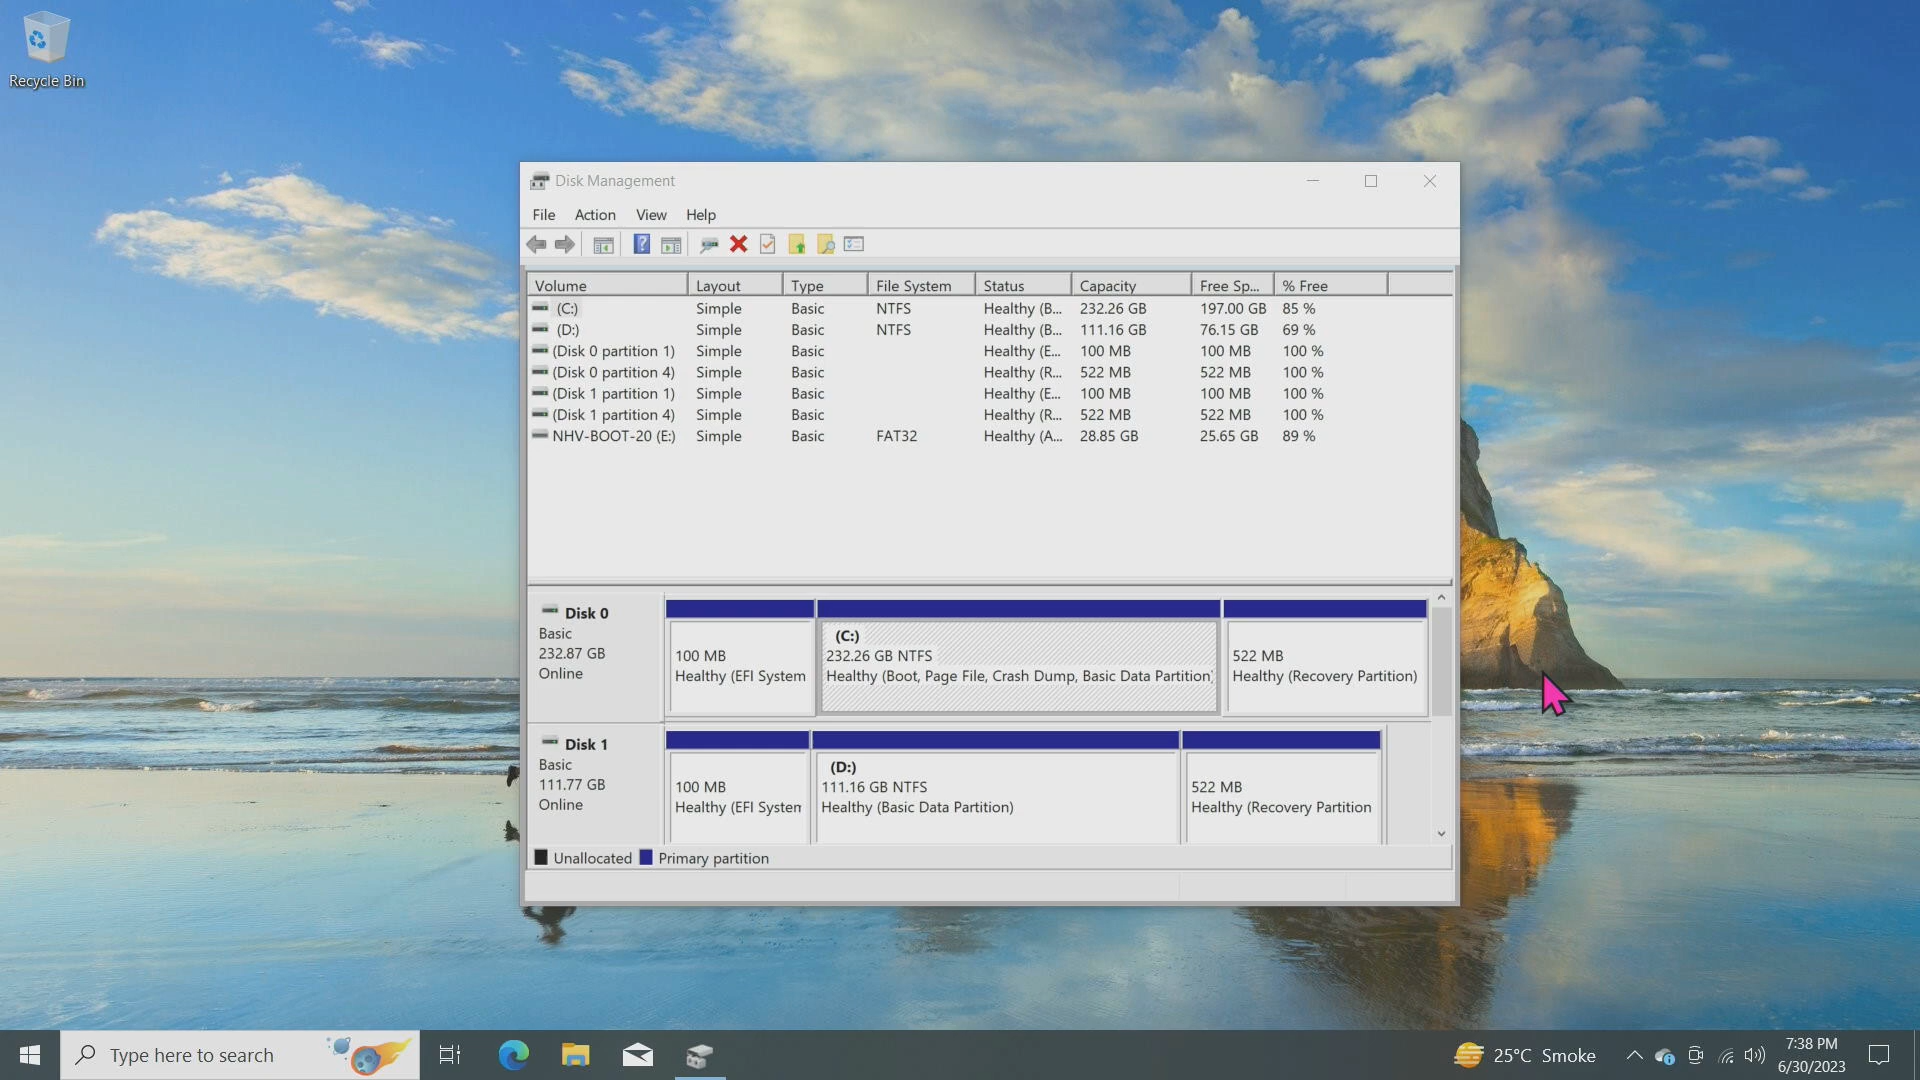 Recycle Bin
Disk Management
File Action View Help
Volume Layout Type File System Status Capacity Free Sp... % Free
(C:) Simple Basic NTFS Healthy (B... 232.26 GB 197.00 GB 85 %
(D:) Simple Basic NTFS Healthy (B... 111.16 GB 76.15 GB 69 %
(Disk 0 partition 1) Simple Basic Healthy (E... 100 MB 100 MB 100 %
(Disk 0 partition 4) Simple Basic Healthy (R... 522 MB 522 MB 100 %
(Disk 1 partition 1) Simple Basic Healthy (E... 100 MB 100 MB 100 %
(Disk 1 partition 4) Simple Basic Healthy (R... 522 MB 522 MB 100 %
NHV-BOOT-20 (E:) Simple Basic FAT32 Healthy (A... 28.85 GB 25.65 GB 89 %
Disk 0
Basic
232.87 GB
Online
100 MB
Healthy (EFI System
(C:)
232.26 GB NTFS
Healthy (Boot, Page File, Crash Dump, Basic Data Partition)
522 MB
Healthy (Recovery Partition)
Disk 1
Basic
111.77 GB
Online
100 MB
Healthy (EFI System
(D:)
111.16 GB NTFS
Healthy (Basic Data Partition)
522 MB
Healthy (Recovery Partition
Unallocated Primary partition
Type here to search
25°C Smoke
7:38 PM
6/30/2023